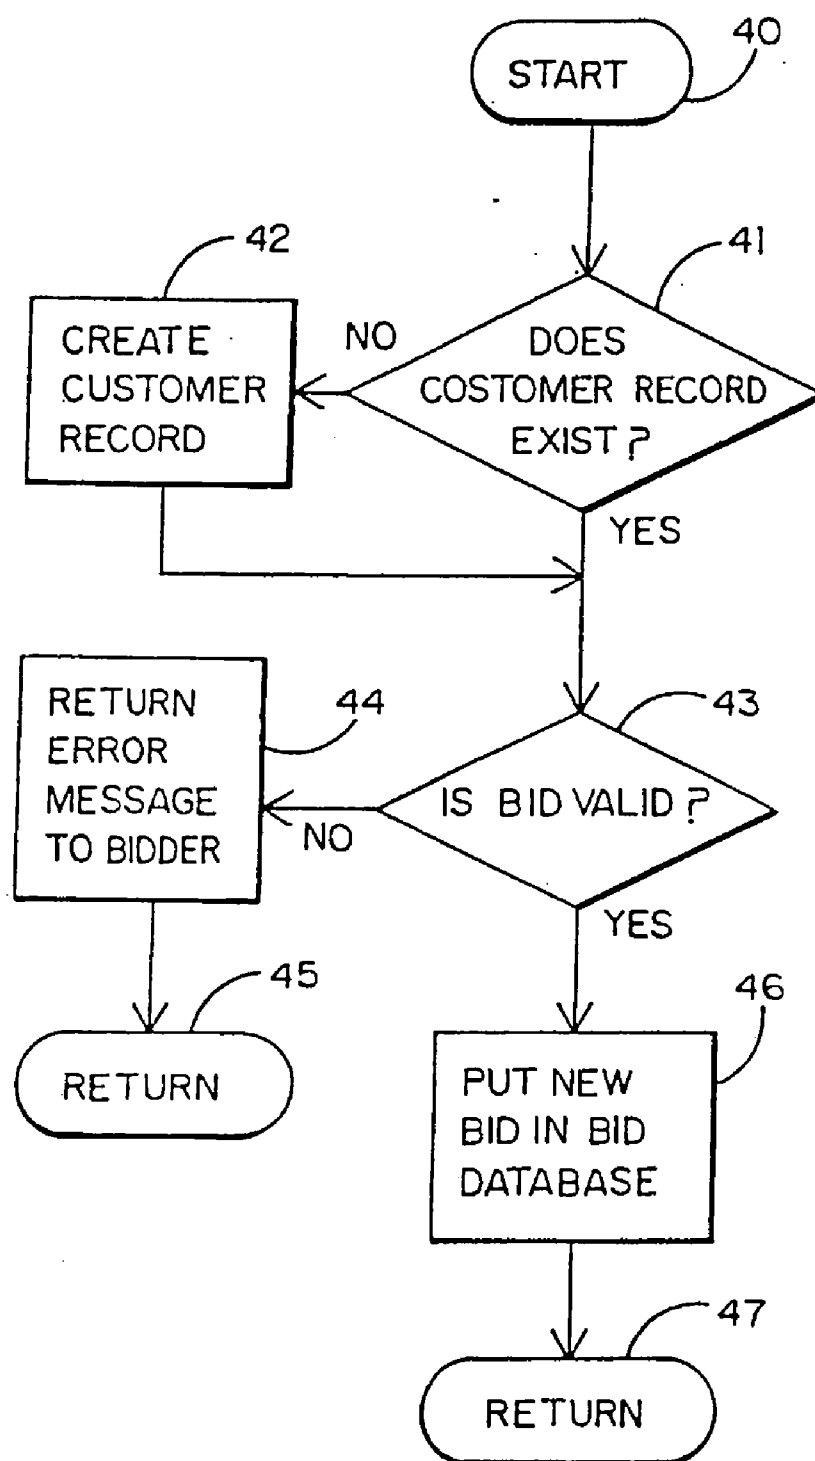 40
START
42
41
NO
CREATE
CUSTOMER
RECORD
DOES
COSTOMER RECORD
EXIST?
YES
44
43
RETURN
ERROR
MESSAGE
TO BIDDER
IS BID VALID?
NO
YES
45
46
RETURN
PUT NEW
BID IN BID
DATABASE
47
RETURN